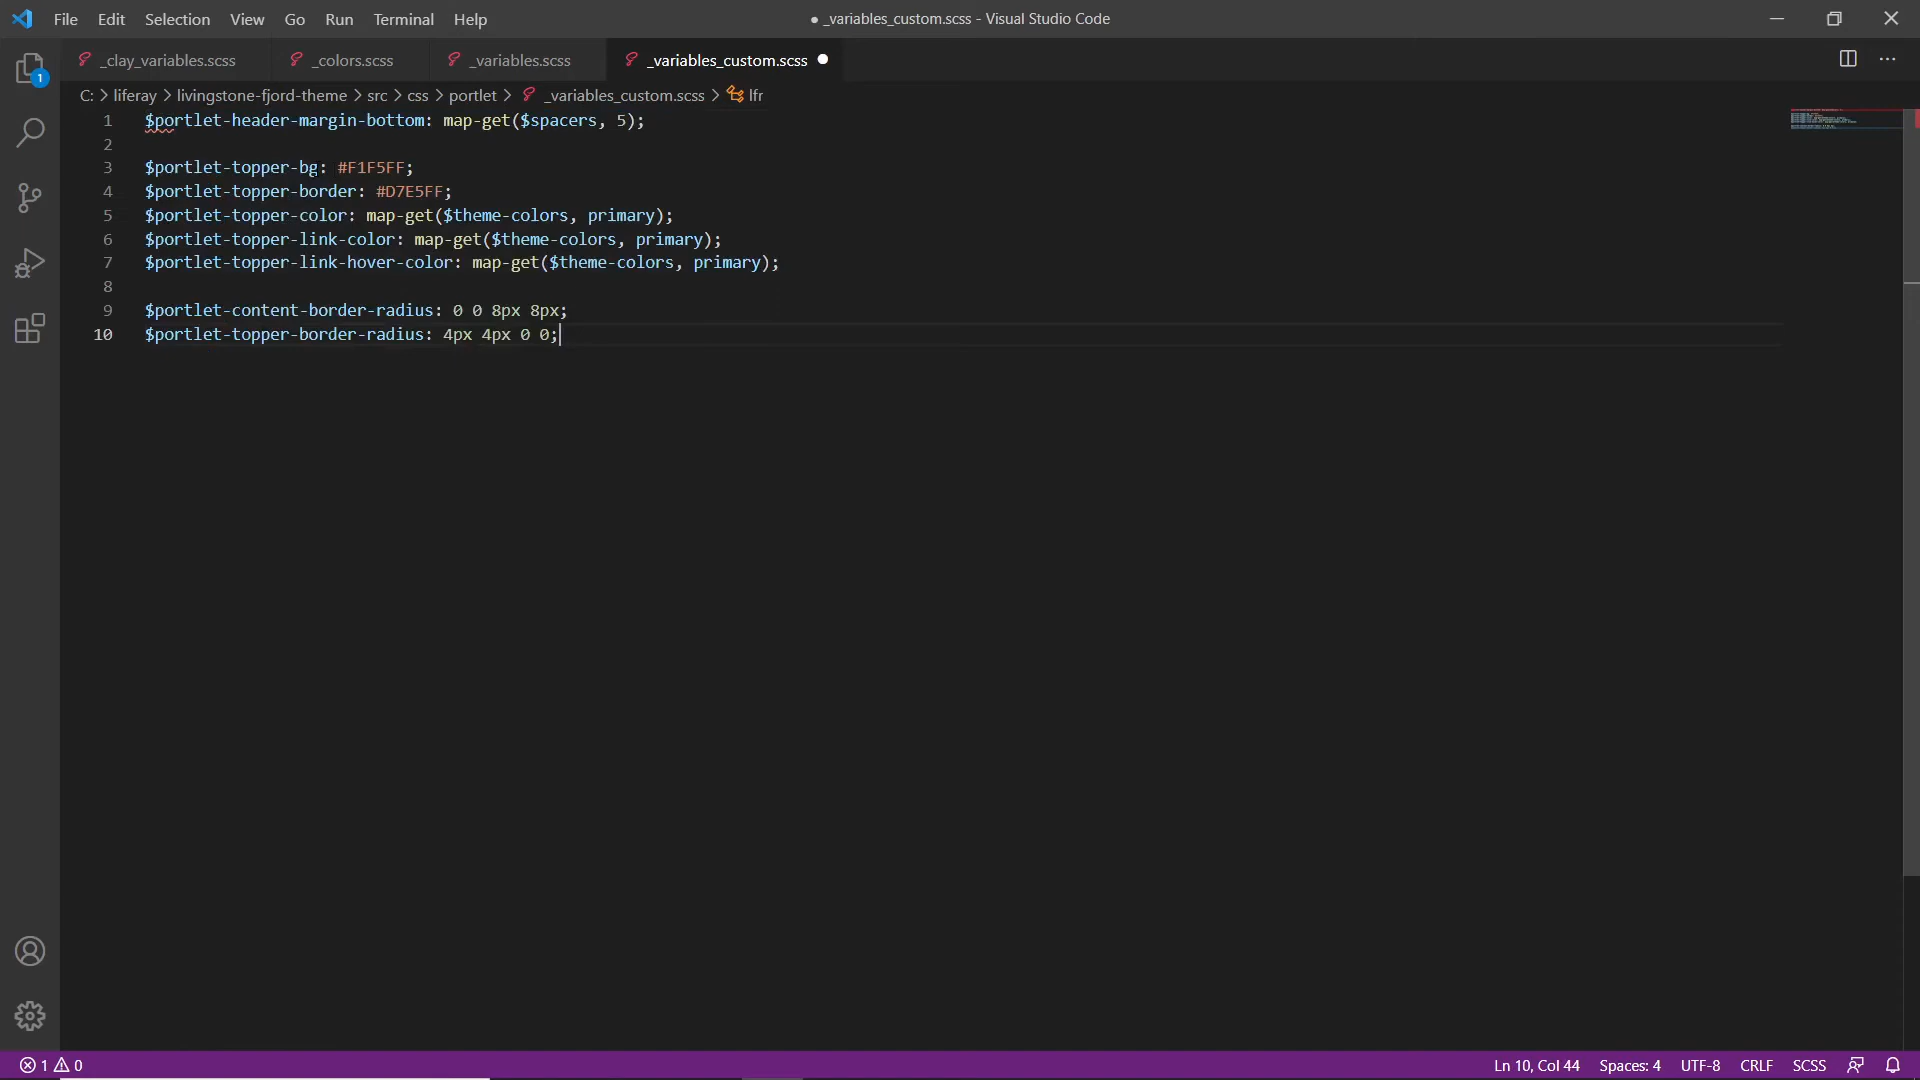 File Edit Selection View Go Run Terminal Help
● _variables_custom.scss - Visual Studio Code
1
_clay_variables.scss
_colors.scss
_variables.scss
_variables_custom.scss
C: > liferay > livingstone-fjord-theme > src > css > portlet > _variables_custom.scss > lfr
1 $portlet-header-margin-bottom: map-get($spacers, 5);
2
3 $portlet-topper-bg: #F1F5FF;
4 $portlet-topper-border: #D7E5FF;
5 $portlet-topper-color: map-get($theme-colors, primary);
6 $portlet-topper-link-color: map-get($theme-colors, primary);
7 $portlet-topper-link-hover-color: map-get($theme-colors, primary);
8
9 $portlet-content-border-radius: 0 0 8px 8px;
10 $portlet-topper-border-radius: 4px 4px 0 0;
1 0
Ln 10, Col 44 Spaces: 4 UTF-8 CRLF SCSS